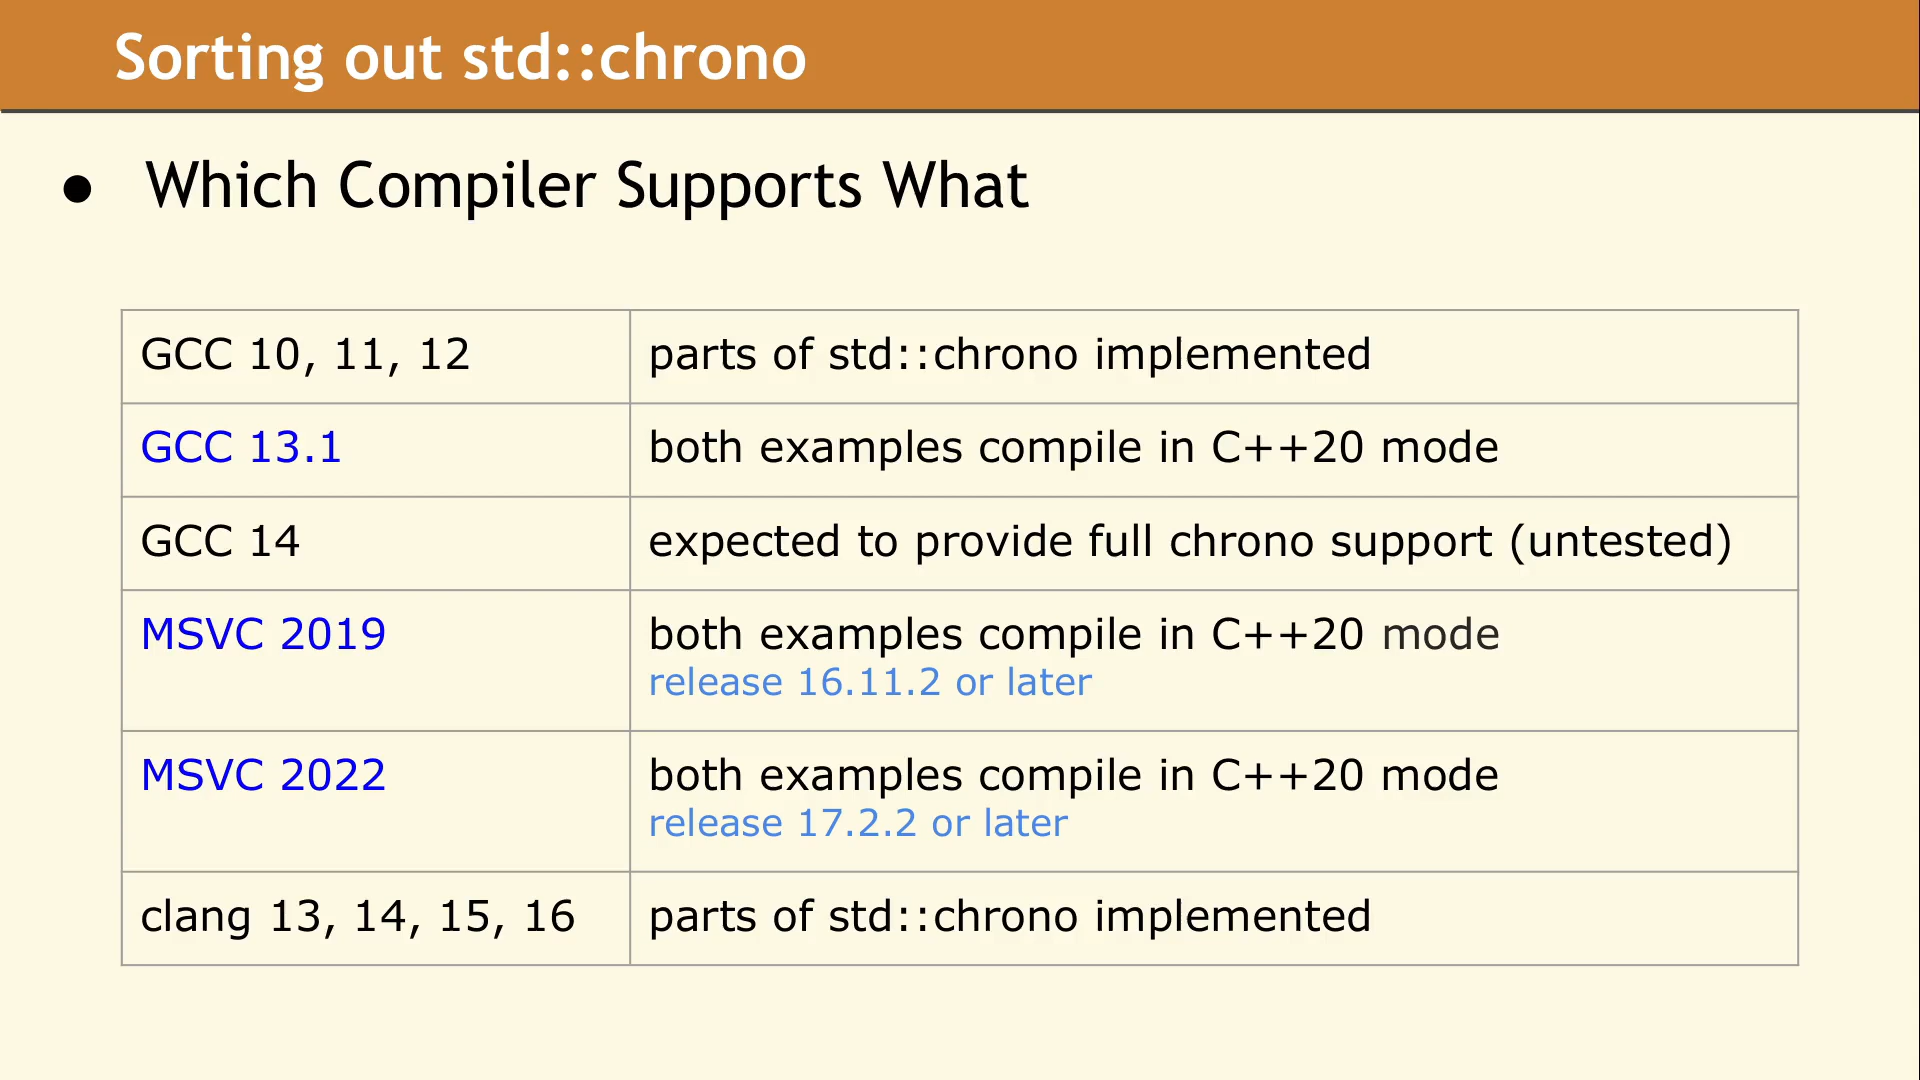 Sorting out std::chrono
● Which Compiler Supports What
GCC 10, 11, 12 parts of std::chrono implemented
GCC 13.1 both examples compile in C++20 mode
GCC 14 expected to provide full chrono support (untested)
MSVC 2019 both examples compile in C++20 mode
release 16.11.2 or later
MSVC 2022 both examples compile in C++20 mode
release 17.2.2 or later
clang 13, 14, 15, 16 parts of std::chrono implemented